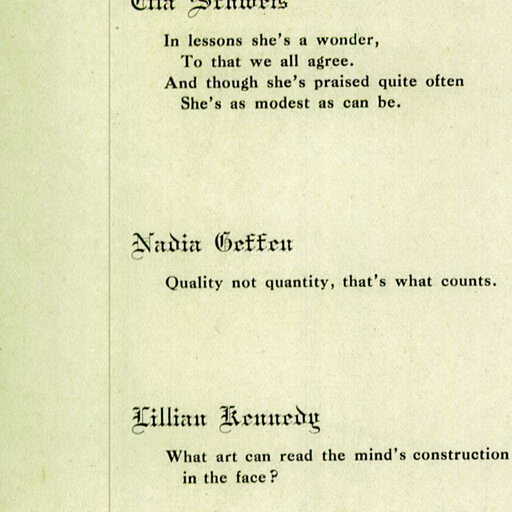 In lessons she's a wonder,
To that we all agree.
And though she's praised quite often
She's as modest as can be.
Nadia Geffen
Quality not quantity, that's what counts.
Lillian Kennedy
What art can read the mind's construction
in the face?